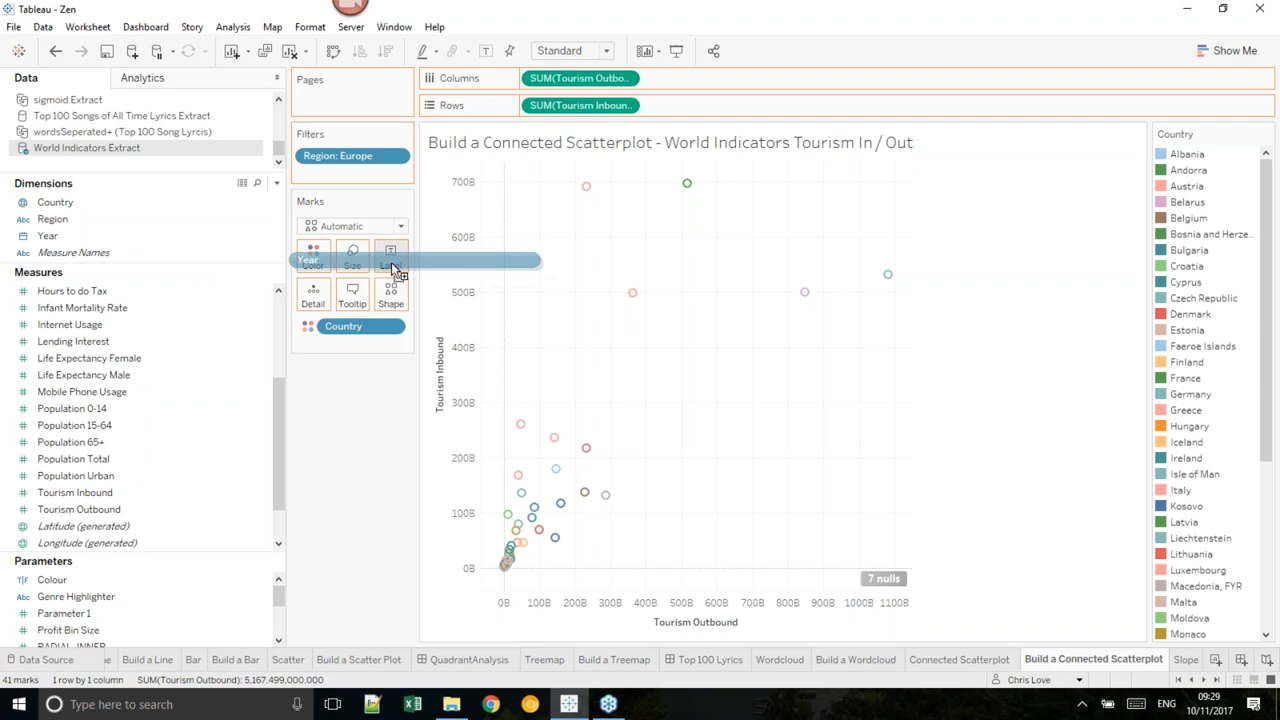 Tableau - Zen
File Data Worksheet Dashboard Story Analysis Map Format Server Window Help
Standard
Show Me
Data Analytics
sigmoid Extract
Top 100 Songs of All Time Lyrics Extract
wordsSeperated+ (Top 100 Song Lyrics)
World Indicators Extract
Dimensions
Country
Region
Year
Measure Names
Measures
Hours to do Tax
Infant Mortality Rate
Internet Usage
Lending Interest
Life Expectancy Female
Life Expectancy Male
Mobile Phone Usage
Population 0-14
Population 15-64
Population 65+
Population Total
Population Urban
Tourism Inbound
Tourism Outbound
Latitude (generated)
Longitude (generated)
Parameters
Colour
Genre Highlighter
Parameter 1
Profit Bin Size
RADIAL_INNER
Pages
Filters
Region: Europe
Marks
Automatic
Year
Color Size Label
Detail Tooltip Shape
Country
Columns SUM(Tourism Outbo..
Rows SUM(Tourism Inboun..
Build a Connected Scatterplot - World Indicators Tourism In / Out
700B
600B
500B
400B
300B
200B
100B
0B
Tourism Inbound
7 nulls
0B 100B 200B 300B 400B 500B 600B 700B 800B 900B 1000B 1100B
Tourism Outbound
Country
Albania
Andorra
Austria
Belarus
Belgium
Bosnia and Herze..
Bulgaria
Croatia
Cyprus
Czech Republic
Denmark
Estonia
Faeroe Islands
Finland
France
Germany
Greece
Hungary
Iceland
Ireland
Isle of Man
Italy
Kosovo
Latvia
Liechtenstein
Lithuania
Luxembourg
Macedonia, FYR
Malta
Moldova
Monaco
Data Source e Build a Line Bar Build a Bar Scatter Build a Scatter Plot QuadrantAnalysis Treemap Build a Treemap Top 100 Lyrics Wordcloud Build a Wordcloud Connected Scatterplot Build a Connected Scatterplot Slope
41 marks 1 row by 1 column SUM(Tourism Outbound): 5,167,499,000,000 Chris Love
Type here to search
ENG
09:29
10/11/2017